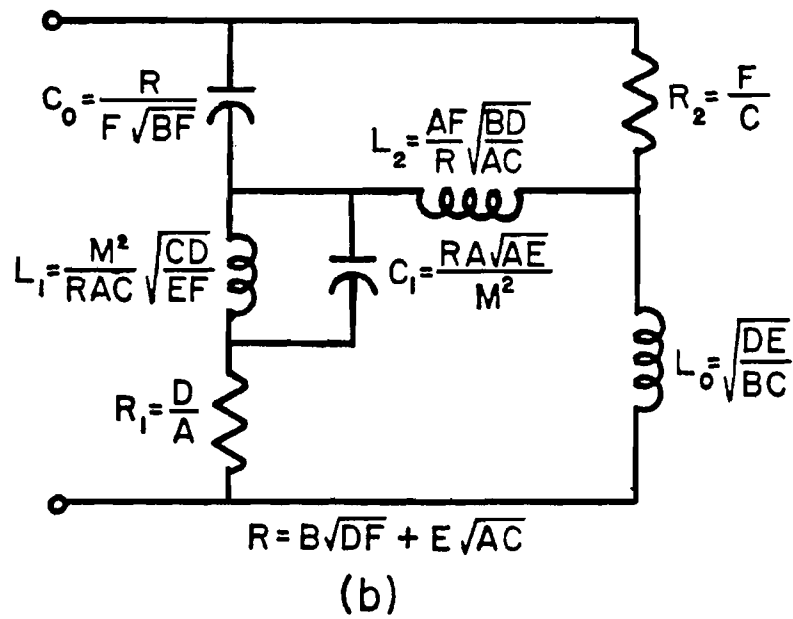 C₀ = R / F√BF
R₂ = F / C
L₂ = AF / R √BD / AC
L₁ = M² / RAC √CD / EF
C₁ = RA√AE / M²
L₀ = √DE / BC
R₁ = D / A
R = B√DF + E√AC
(b)